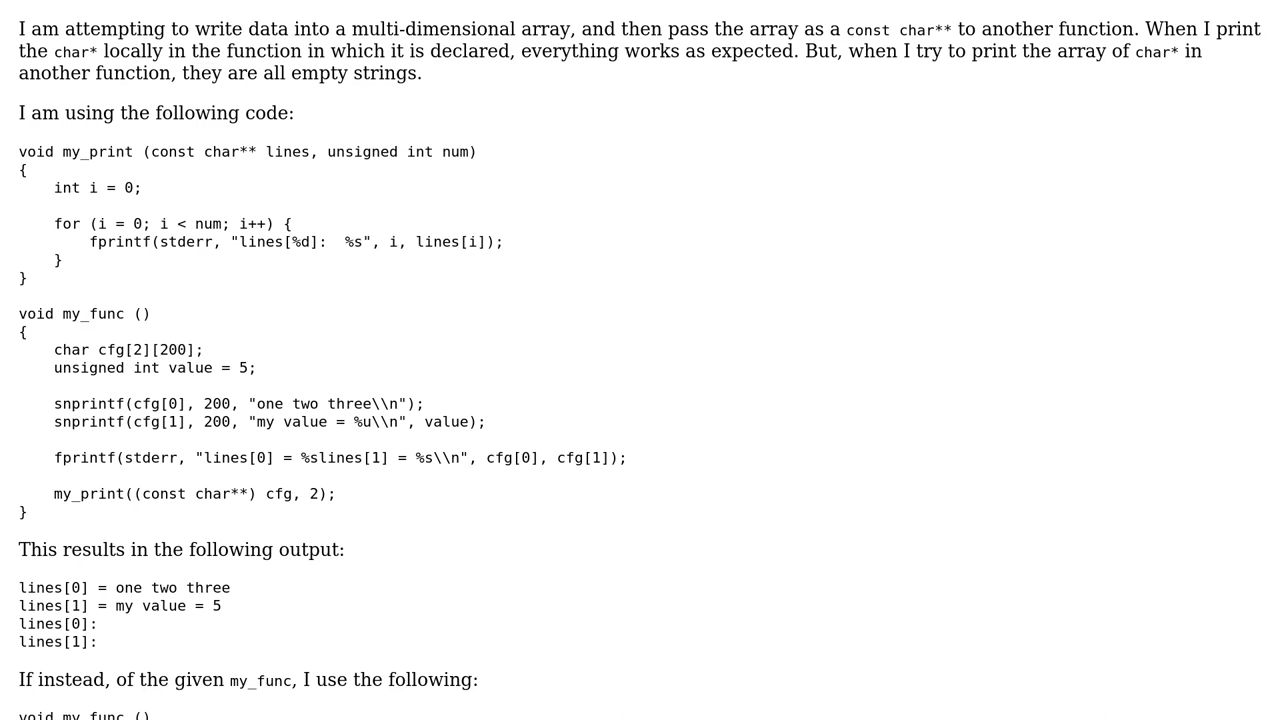 I am attempting to write data into a multi-dimensional array, and then pass the array as a const char** to another function. When I print
the char* locally in the function in which it is declared, everything works as expected. But, when I try to print the array of char* in
another function, they are all empty strings.
I am using the following code:
void my_print (const char** lines, unsigned int num)
{
    int i = 0;
    for (i = 0; i < num; i++) {
        fprintf(stderr, "lines[%d]:  %s", i, lines[i]);
    }
}
void my_func ()
{
    char cfg[2][200];
    unsigned int value = 5;
    snprintf(cfg[0], 200, "one two three\\n");
    snprintf(cfg[1], 200, "my value = %u\\n", value);
    fprintf(stderr, "lines[0] = %slines[1] = %s\\n", cfg[0], cfg[1]);
    my_print((const char**) cfg, 2);
}
This results in the following output:
lines[0] = one two three
lines[1] = my value = 5
lines[0]:
lines[1]:
If instead, of the given my_func, I use the following:
void my_func ()